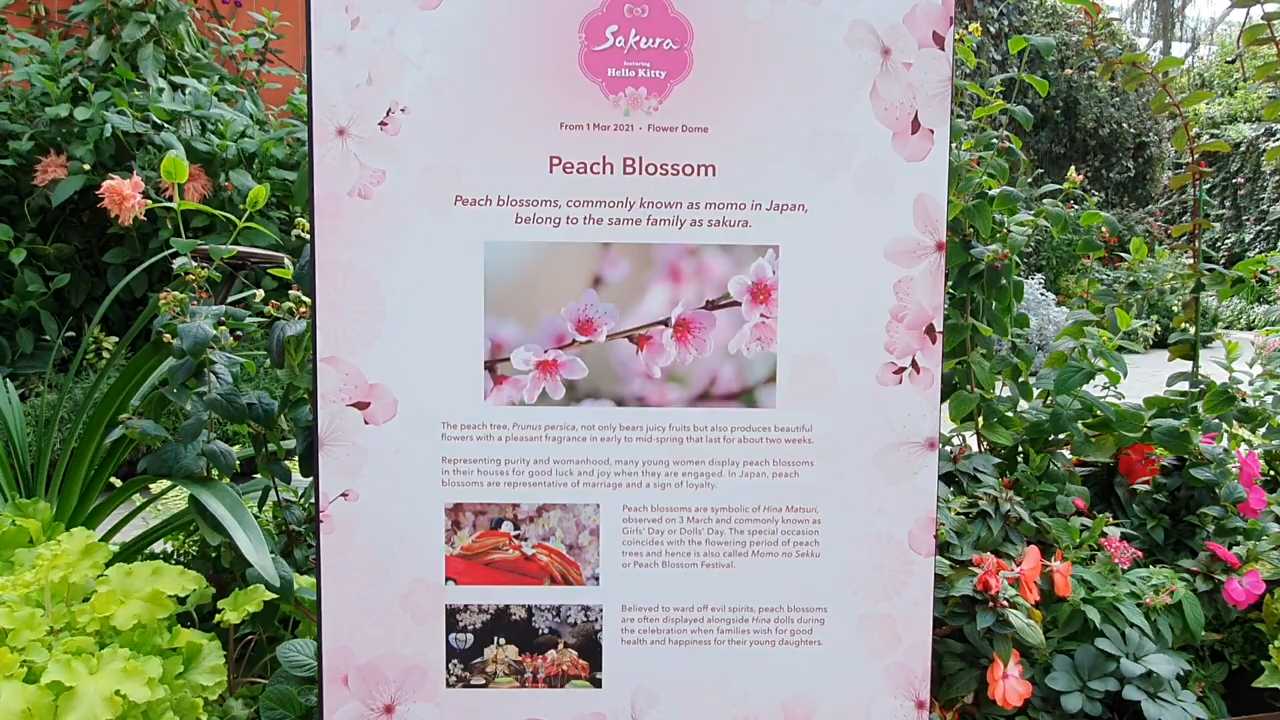 Sakura
featuring
Hello Kitty
From 1 Mar 2021 • Flower Dome
Peach Blossom
Peach blossoms, commonly known as momo in Japan,
belong to the same family as sakura.
The peach tree, Prunus persica, not only bears juicy fruits but also produces beautiful
flowers with a pleasant fragrance in early to mid-spring that last for about two weeks.
Representing purity and womanhood, many young women display peach blossoms
in their houses for good luck and joy when they are engaged. In Japan, peach
blossoms are representative of marriage and a sign of loyalty.
Peach blossoms are symbolic of Hina Matsuri,
observed on 3 March and commonly known as
Girls' Day or Dolls' Day. The special occasion
coincides with the flowering period of peach
trees and hence is also called Momo no Sekku
or Peach Blossom Festival.
Believed to ward off evil spirits, peach blossoms
are often displayed alongside Hina dolls during
the celebration when families wish for good
health and happiness for their young daughters.